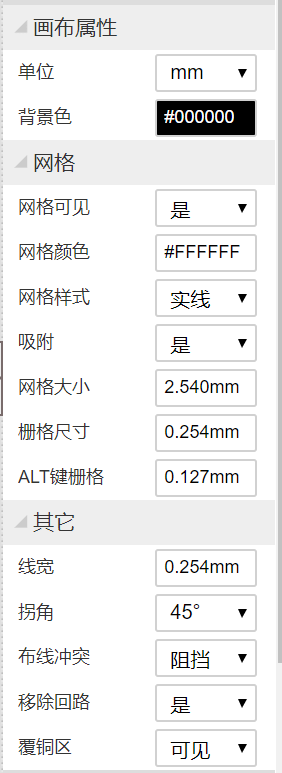 画布属性
单位 mm
背景色 #000000
网格
网格可见 是
网格颜色 #FFFFFF
网格样式 实线
吸附 是
网格大小 2.540mm
栅格尺寸 0.254mm
ALT键栅格 0.127mm
其它
线宽 0.254mm
拐角 45°
布线冲突 阻挡
移除回路 是
覆铜区 可见